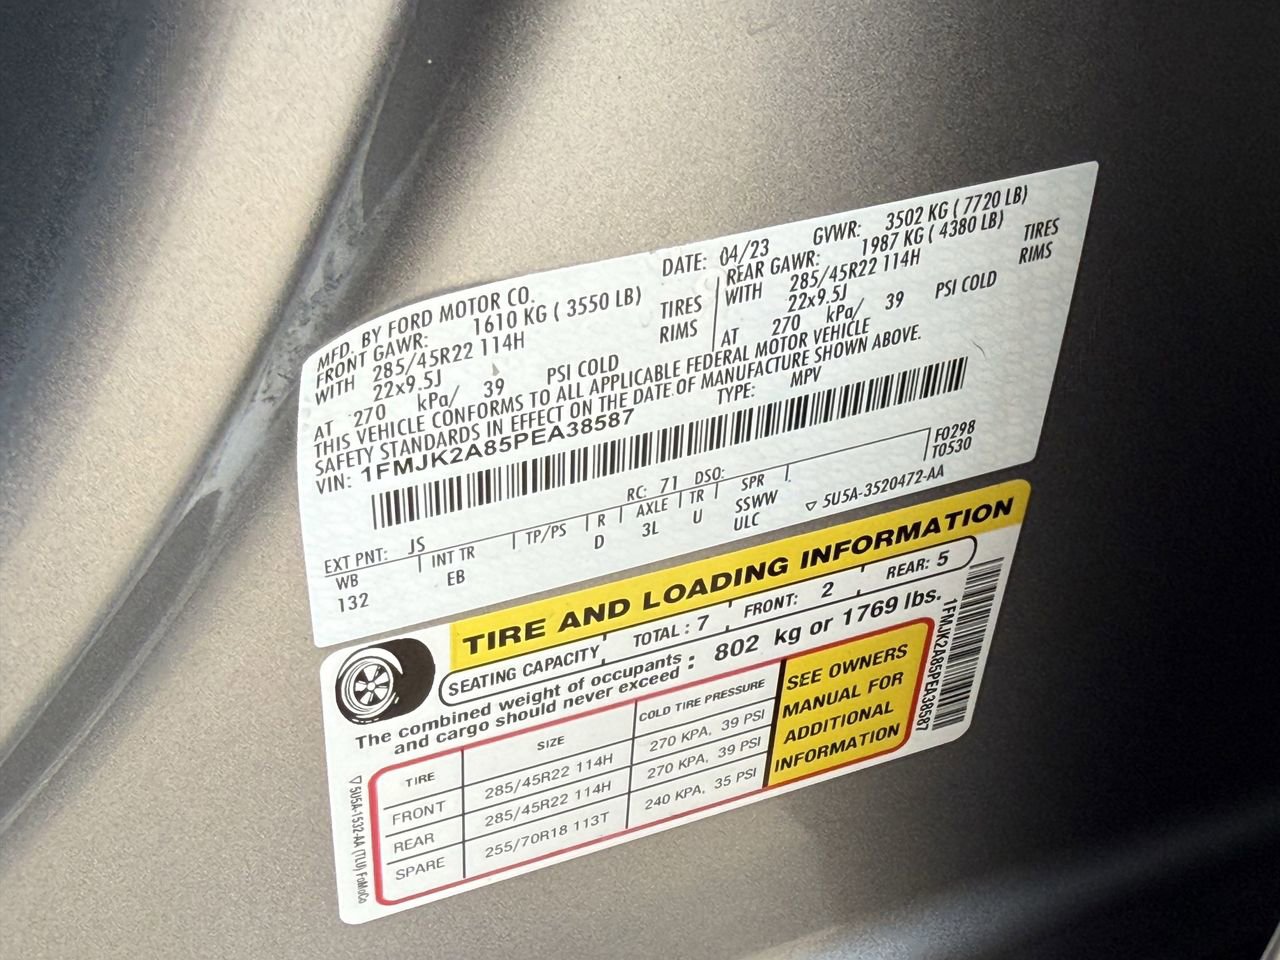 MFD. BY FORD MOTOR CO.
DATE: 04/23 GVWR: 3502 KG ( 7720 LB)
FRONT GAWR: 1610 KG ( 3550 LB)
REAR GAWR: 1987 KG ( 4380 LB)
WITH 285/45R22 114H TIRES
WITH 285/45R22 114H TIRES
22x9.5J RIMS
22x9.5J RIMS
AT 270 kPa/ 39 PSI COLD
AT 270 kPa/ 39 PSI COLD
THIS VEHICLE CONFORMS TO ALL APPLICABLE FEDERAL MOTOR VEHICLE
SAFETY STANDARDS IN EFFECT ON THE DATE OF MANUFACTURE SHOWN ABOVE.
VIN: 1FMJK2A85PEA38587 TYPE: MPV
F0298
T0530
EXT PNT: JS RC: 71 DSO:
WB INT TR TP/PS R AXLE TR SPR
132 EB D 3L U SSWW
ULC
▽ 5U5A-3520472-AA
TIRE AND LOADING INFORMATION
SEATING CAPACITY TOTAL : 7 FRONT: 2 REAR: 5
The combined weight of occupants
and cargo should never exceed : 802 kg or 1769 lbs.
TIRE SIZE COLD TIRE PRESSURE
FRONT 285/45R22 114H 270 KPA, 39 PSI
REAR 285/45R22 114H 270 KPA, 39 PSI
SPARE 255/70R18 113T 240 KPA, 35 PSI
SEE OWNERS
MANUAL FOR
ADDITIONAL
INFORMATION
1FMJK2A85PEA38587
▽ 5U5A-1532-AA (TLU) FoMoCo